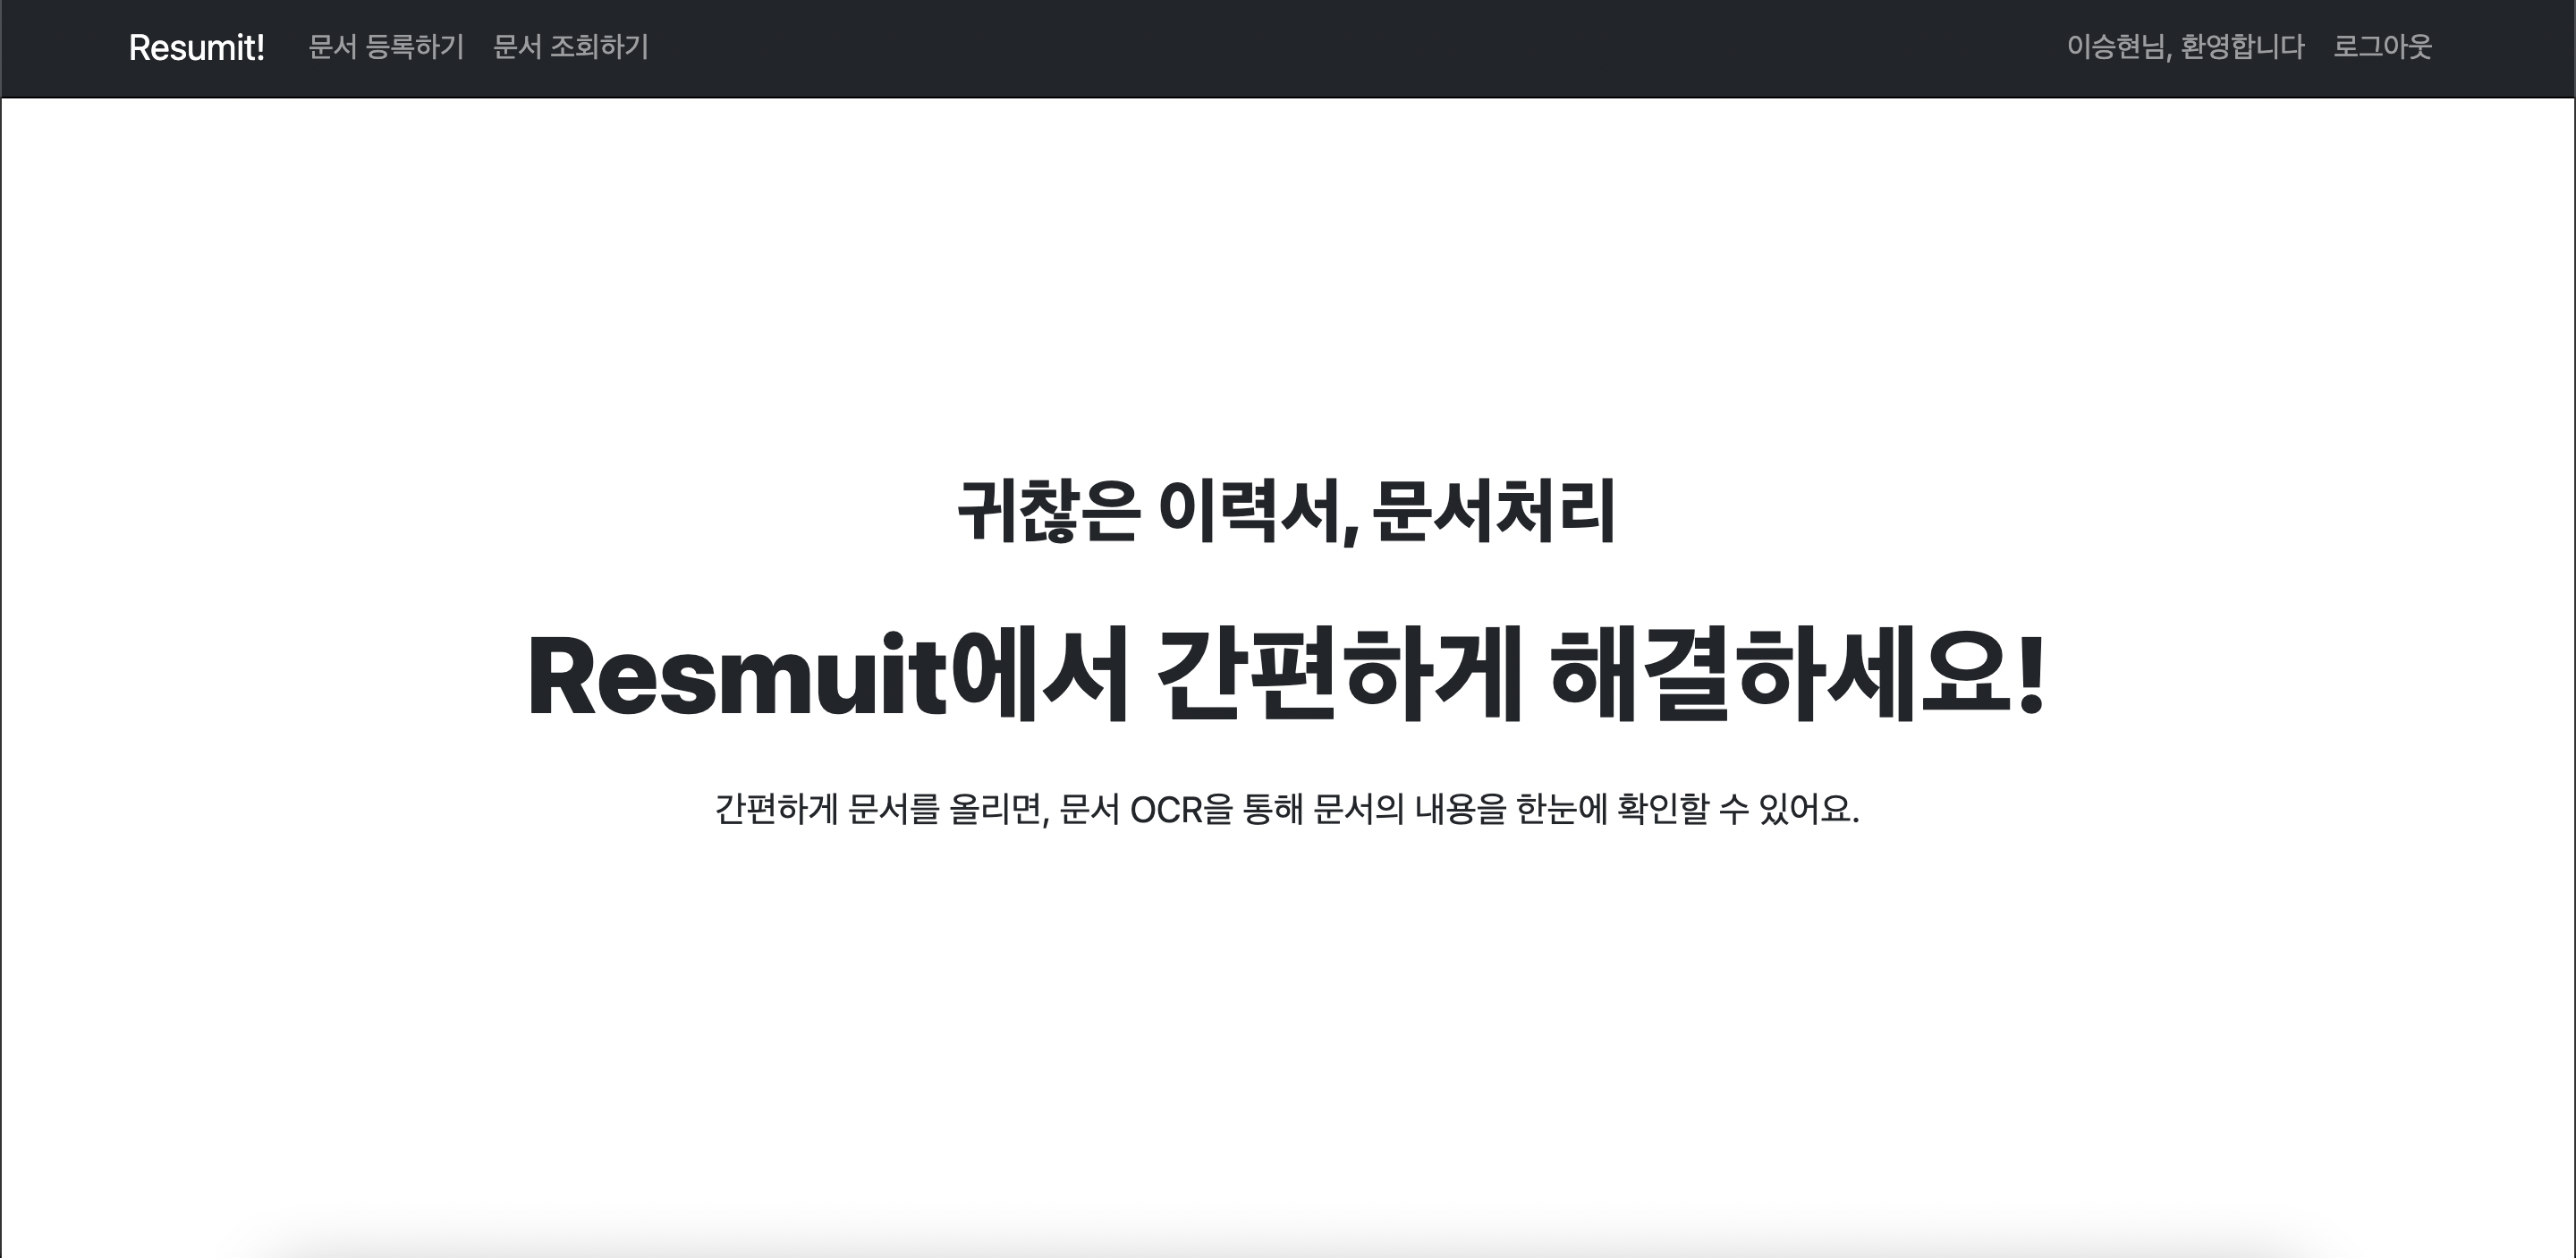 Resumit! 문서 등록하기 문서 조회하기 이승현님, 환영합니다 로그아웃
귀찮은 이력서, 문서처리
Resmuit에서 간편하게 해결하세요!
간편하게 문서를 올리면, 문서 OCR을 통해 문서의 내용을 한눈에 확인할 수 있어요.